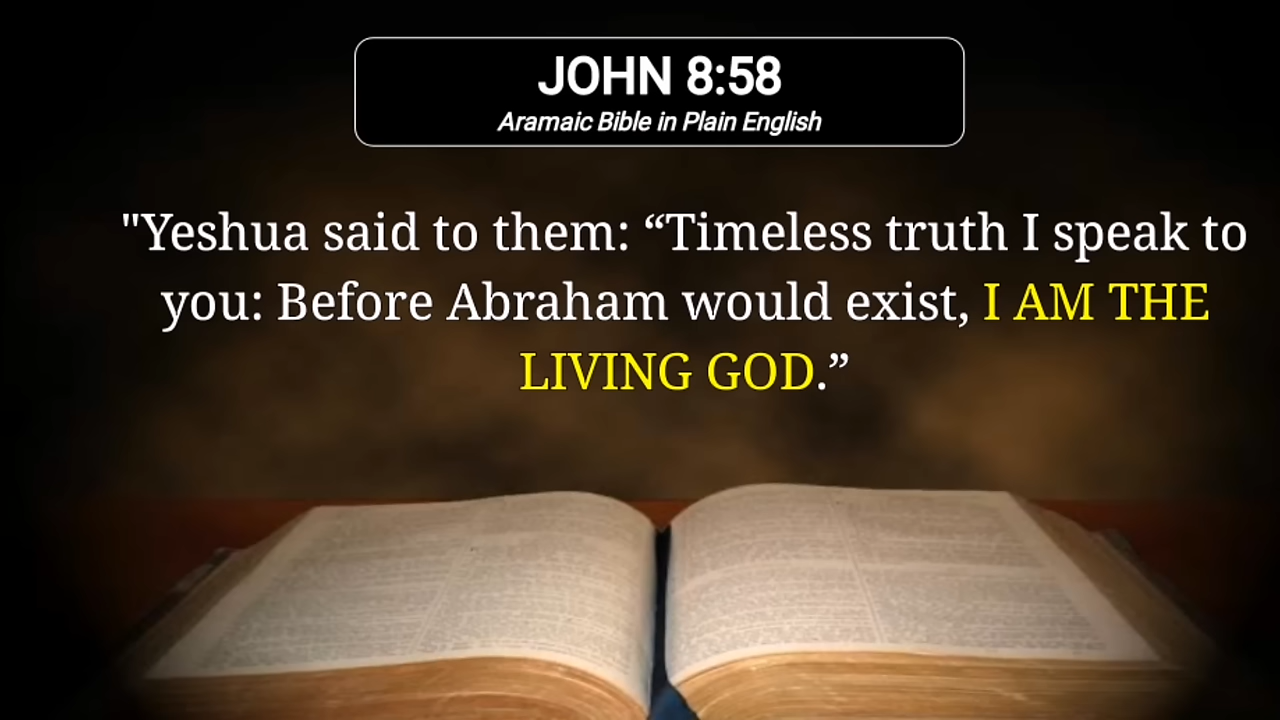 JOHN 8:58
Aramaic Bible in Plain English
"Yeshua said to them: “Timeless truth I speak to
you: Before Abraham would exist, I AM THE
LIVING GOD.”